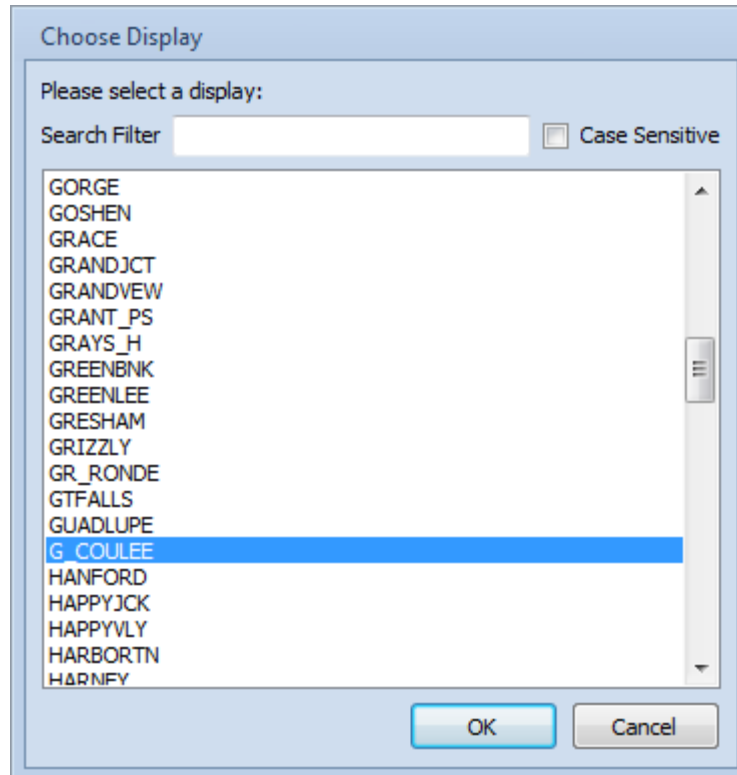 Choose Display
Please select a display:
Search Filter Case Sensitive
GORGE
GOSHEN
GRACE
GRANDJCT
GRANDVEW
GRANT_PS
GRAYS_H
GREENBNK
GREENLEE
GRESHAM
GRIZZLY
GR_RONDE
GTFALLS
GUADLUPE
G_COULEE
HANFORD
HAPPYJCK
HAPPYVLY
HARBORTN
HARNEY
OK Cancel